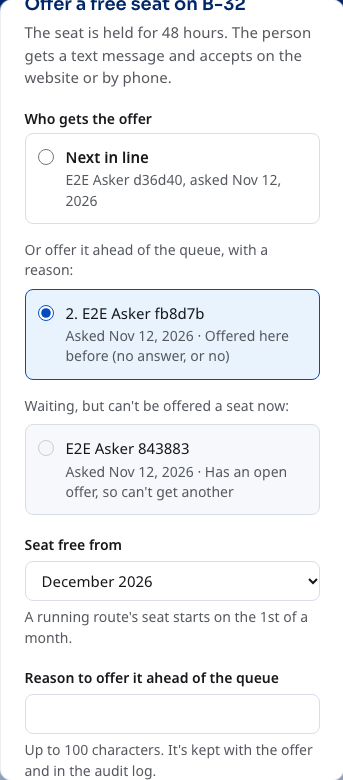 Offer a free seat on B-32
The seat is held for 48 hours. The person
gets a text message and accepts on the
website or by phone.
Who gets the offer
Next in line
E2E Asker d36d40, asked Nov 12,
2026
Or offer it ahead of the queue, with a
reason:
2. E2E Asker fb8d7b
Asked Nov 12, 2026 · Offered here
before (no answer, or no)
Waiting, but can't be offered a seat now:
E2E Asker 843883
Asked Nov 12, 2026 · Has an open
offer, so can't get another
Seat free from
December 2026
A running route's seat starts on the 1st of a
month.
Reason to offer it ahead of the queue
Up to 100 characters. It's kept with the offer
and in the audit log.